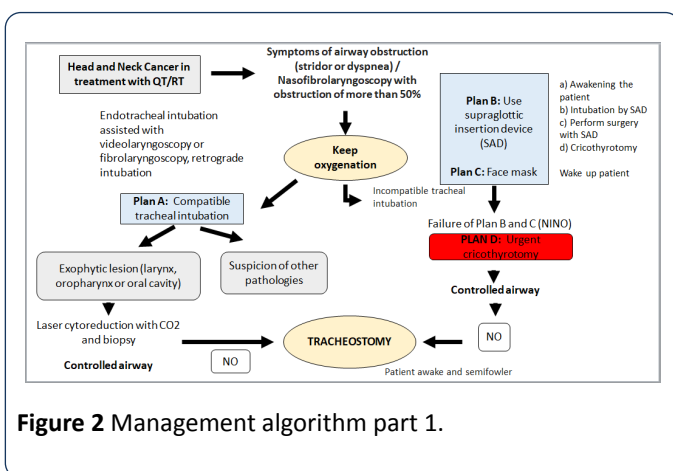 Head and Neck Cancer in
treatment with QT/RT
Symptoms of airway obstruction
(stridor or dyspnea) /
Nasofibrolaryngoscopy with
obstruction of more than 50%
Endotracheal intubation
assisted with
videolaryngoscopy or
fibrolaryngoscopy, retrograde
intubation
Keep
oxygenation
Plan B: Use
supraglottic
insertion device
(SAD)
Plan C: Face mask
a) Awakening the
patient
b) Intubation by SAD
c) Perform surgery
with SAD
d) Cricothyrotomy
Wake up patient
Plan A: Compatible
tracheal intubation
Incompatible tracheal
intubation
Failure of Plan B and C (NINO)
PLAN D: Urgent
cricothyrotomy
Exophytic lesion (larynx,
oropharynx or oral cavity)
Suspicion of other
pathologies
Controlled airway
Laser cytoreduction with CO2
and biopsy
Controlled airway
NO
TRACHEOSTOMY
NO
Patient awake and semifowler
Figure 2 Management algorithm part 1.